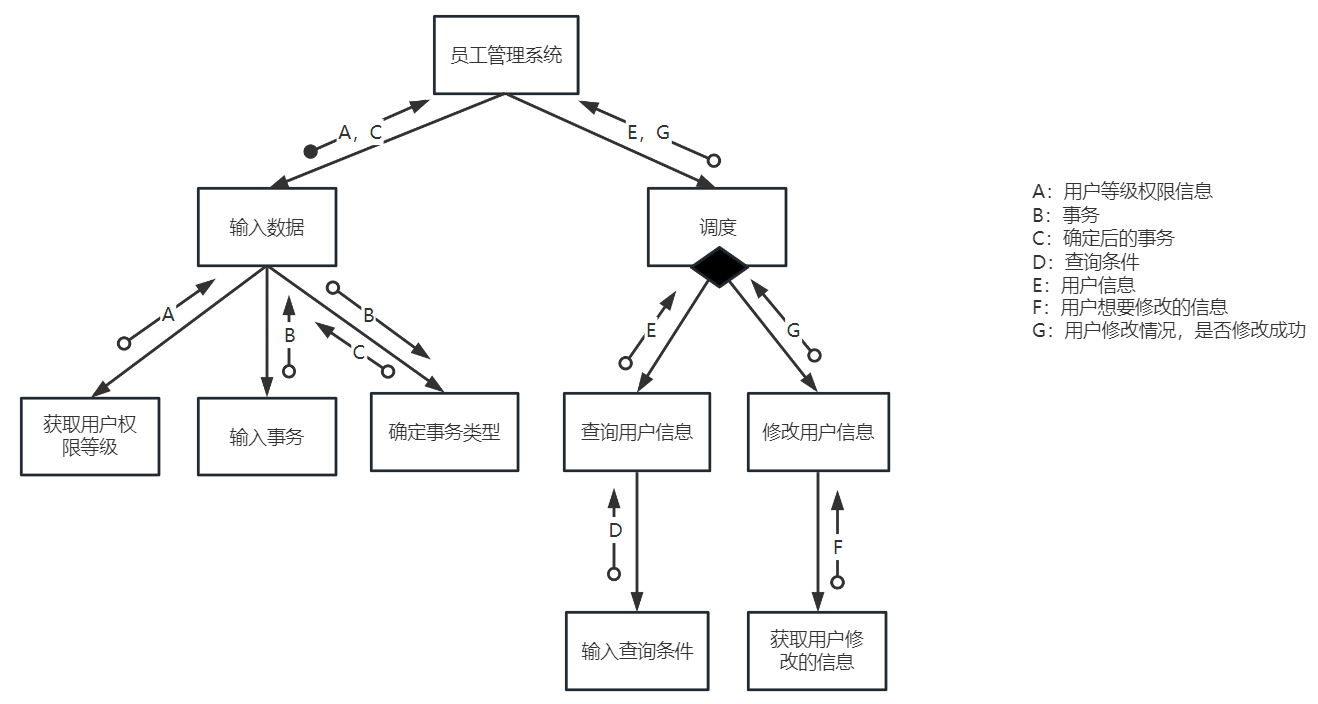 员工管理系统
A，C
E，G
输入数据
调度
A：用户等级权限信息
B：事务
C：确定后的事务
D：查询条件
E：用户信息
F：用户想要修改的信息
G：用户修改情况，是否修改成功
A
B
B
C
E
G
获取用户权
限等级
输入事务
确定事务类型
查询用户信息
修改用户信息
D
F
输入查询条件
获取用户修
改的信息